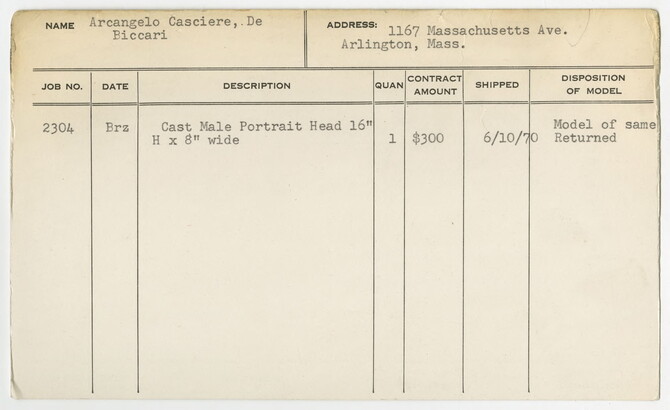 NAME Arcangelo Casciere, De
Biccari
ADDRESS: 1167 Massachusetts Ave.
Arlington, Mass.
JOB NO. DATE DESCRIPTION QUAN CONTRACT AMOUNT SHIPPED DISPOSITION OF MODEL
2304 Brz Cast Male Portrait Head 16" Model of same
H x 8" wide 1 $300 6/10/70 Returned